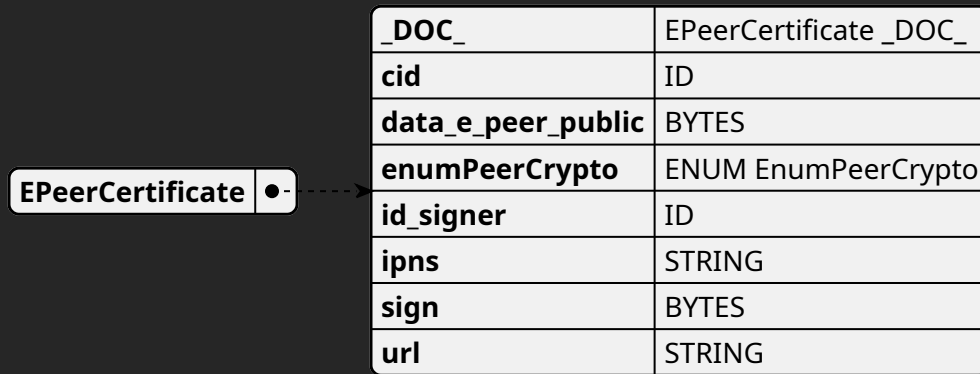 _DOC_ EPeerCertificate _DOC_
cid ID
data_e_peer_public BYTES
enumPeerCrypto ENUM EnumPeerCrypto
EPeerCertificate
id_signer ID
ipns STRING
sign BYTES
url STRING